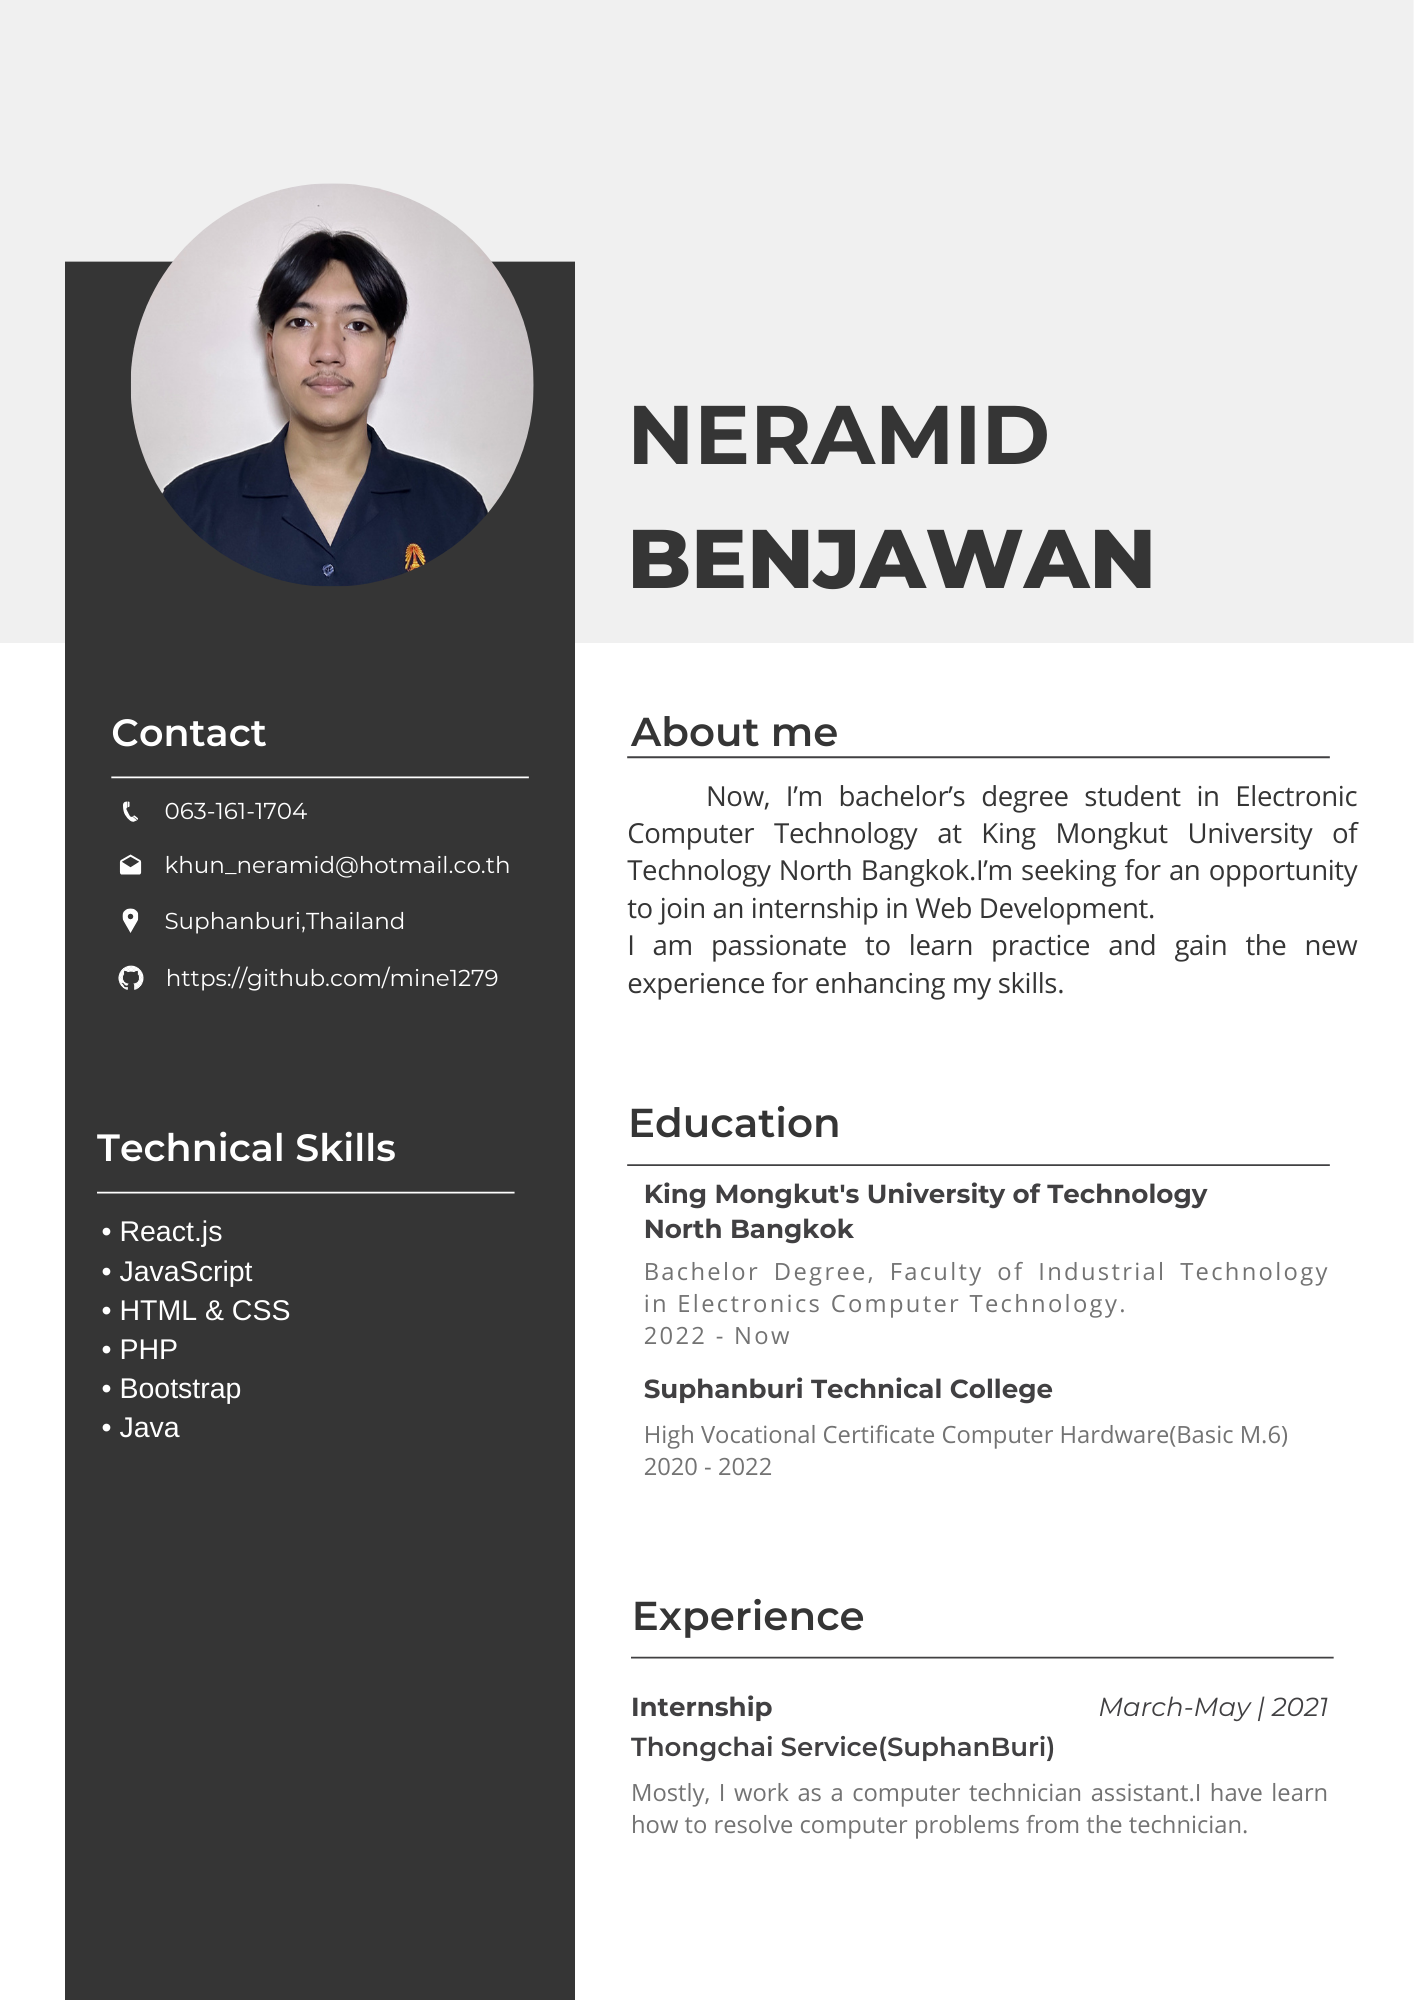 NERAMID
BENJAWAN
Contact
063-161-1704
khun_neramid@hotmail.co.th
Suphanburi,Thailand
https://github.com/mine1279
Technical Skills
• React.js
• JavaScript
• HTML & CSS
• PHP
• Bootstrap
• Java
About me
Now, I’m bachelor’s degree student in Electronic
Computer Technology at King Mongkut University of
Technology North Bangkok.I’m seeking for an opportunity
to join an internship in Web Development.
I am passionate to learn practice and gain the new
experience for enhancing my skills.
Education
King Mongkut's University of Technology
North Bangkok
Bachelor Degree, Faculty of Industrial Technology
in Electronics Computer Technology.
2022 - Now
Suphanburi Technical College
High Vocational Certificate Computer Hardware(Basic M.6)
2020 - 2022
Experience
Internship March-May | 2021
Thongchai Service(SuphanBuri)
Mostly, I work as a computer technician assistant.I have learn
how to resolve computer problems from the technician.